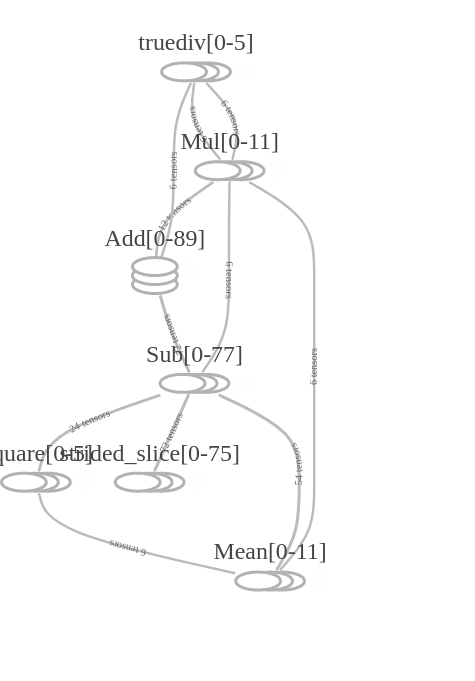 truediv[0-5]
6 tensors
6 tensors
Mul[0-11]
6 tensors
12 tensors
Add[0-89]
6 tensors
6 tensors
Sub[0-77]
24 tensors
quare[0-5]
strided_slice[0-75]
54 tensors
6 tensors
Mean[0-11]